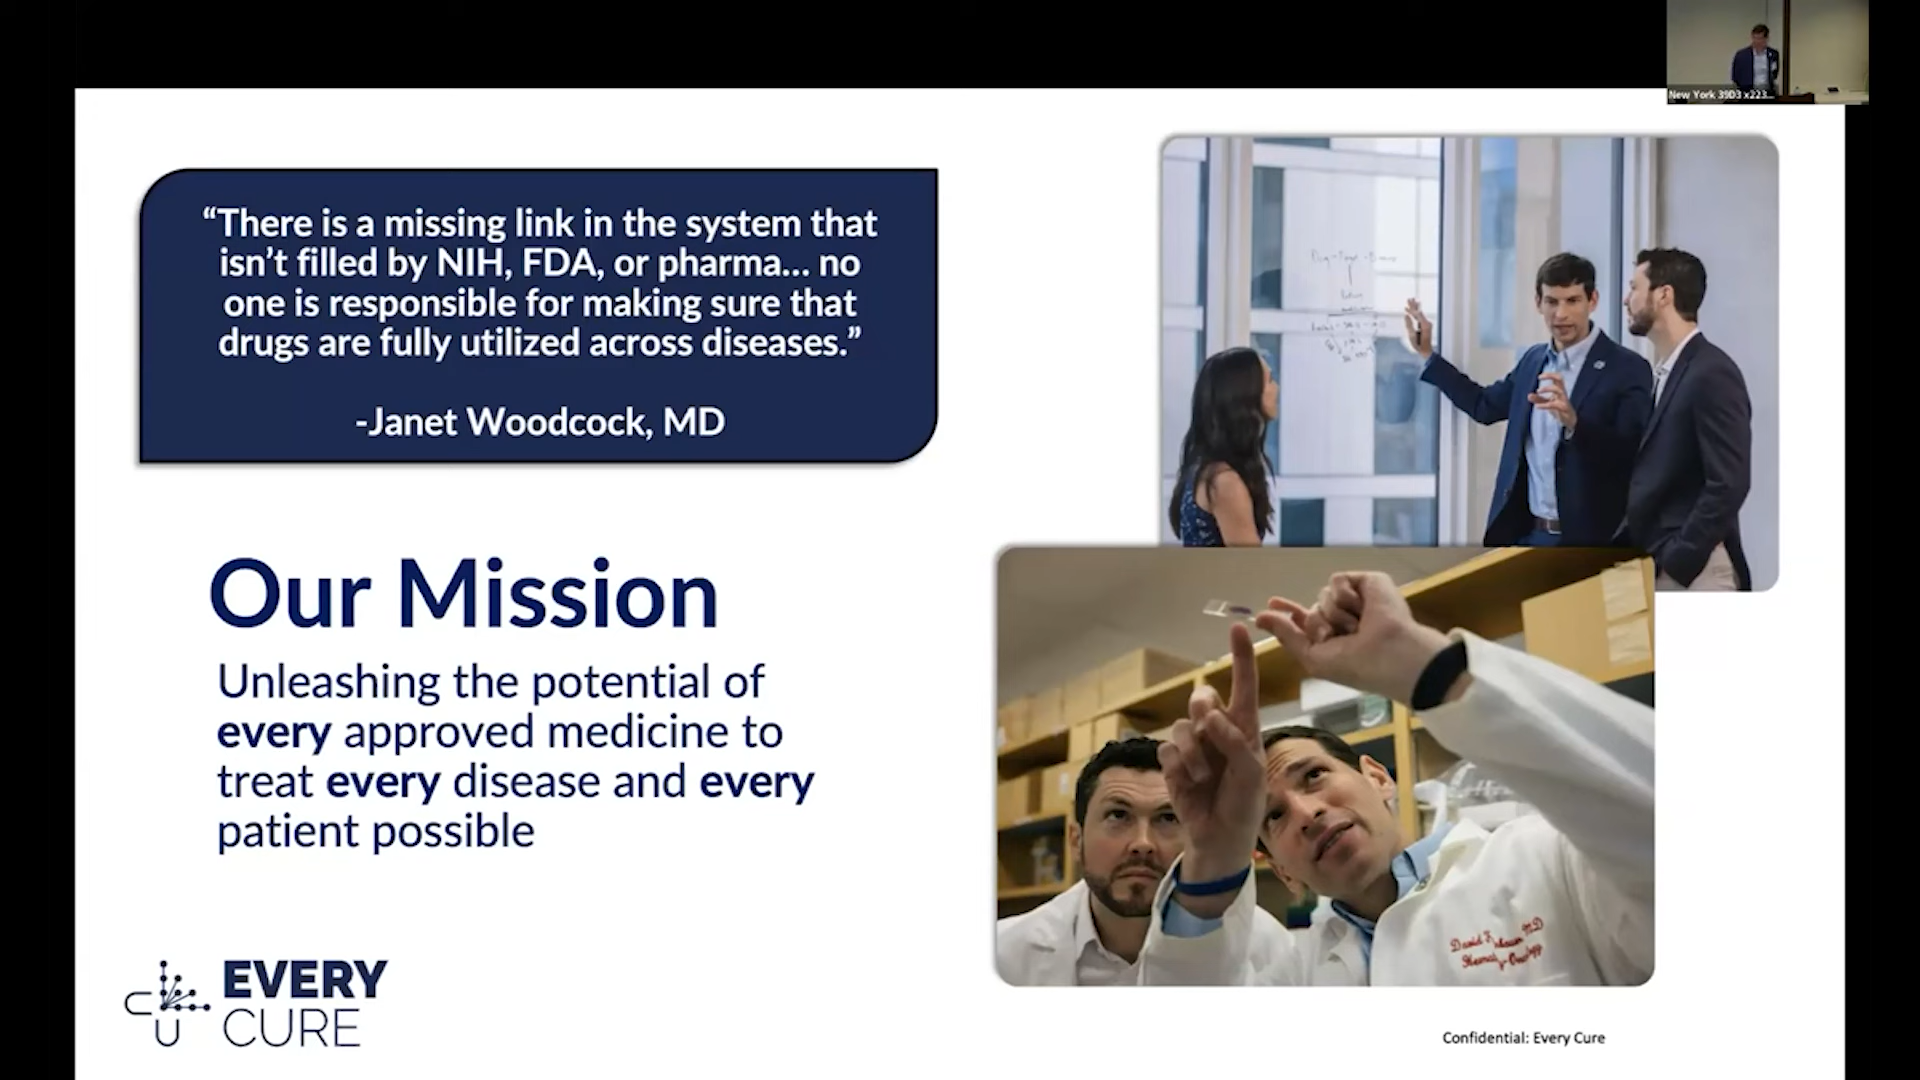 New York 39D3 x223...
“There is a missing link in the system that
isn’t filled by NIH, FDA, or pharma... no
one is responsible for making sure that
drugs are fully utilized across diseases.”
-Janet Woodcock, MD
Our Mission
Unleashing the potential of
every approved medicine to
treat every disease and every
patient possible
David
EVERY
CURE
Confidential: Every Cure